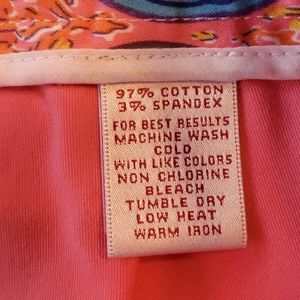 97% COTTON
3% SPANDEX
FOR BEST RESULTS
MACHINE WASH
COLD
WITH LIKE COLORS
NON CHLORINE
BLEACH
TUMBLE DRY
LOW HEAT
WARM IRON